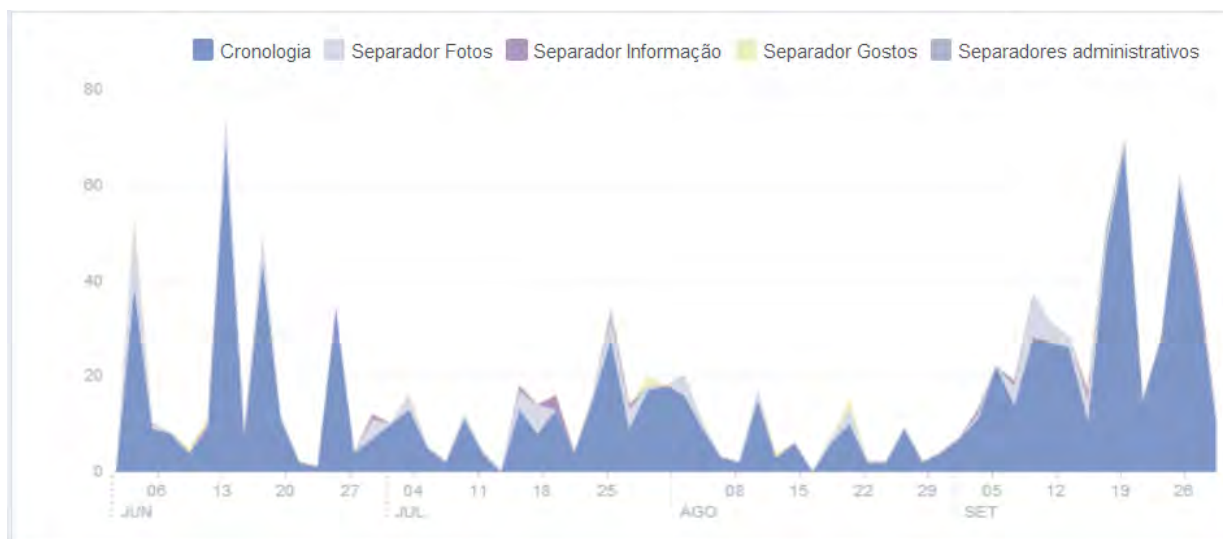 Cronologia Separador Fotos Separador Informação Separador Gostos Separadores administrativos
80
60
40
20
0
06 13 20 27 04 11 18 25 08 15 22 29 05 12 19 26
JUN JUL AGO SET